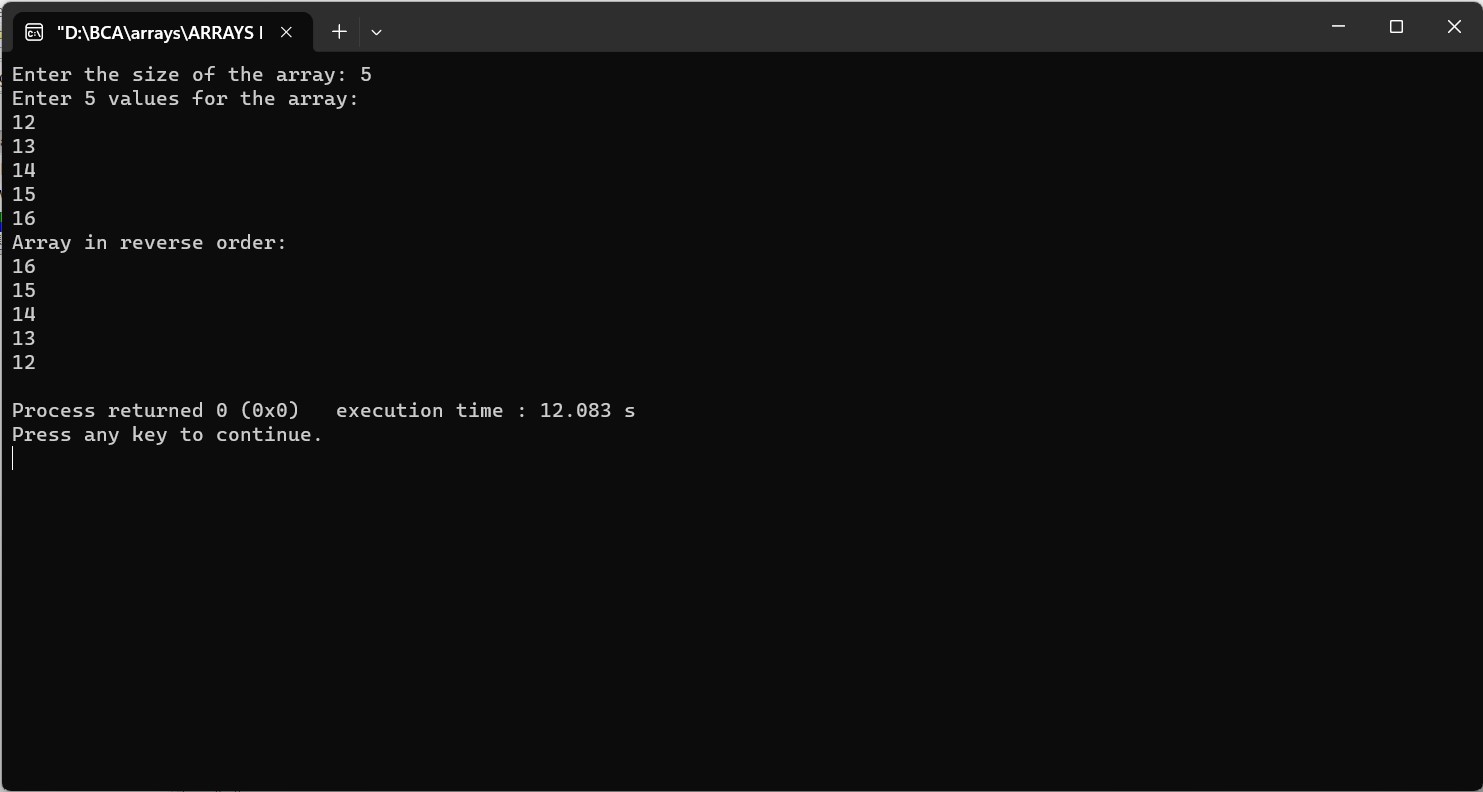 "D:\BCA\arrays\ARRAYS
Enter the size of the array: 5
Enter 5 values for the array:
12
13
14
15
16
Array in reverse order:
16
15
14
13
12
Process returned 0 (0x0)   execution time : 12.083 s
Press any key to continue.